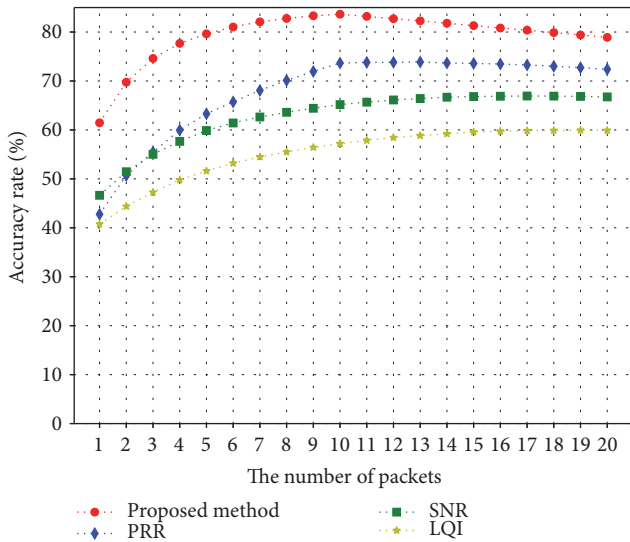 80
70
60
50
40
30
20
10
0
Accuracy rate (%)
1 2 3 4 5 6 7 8 9 10 11 12 13 14 15 16 17 18 19 20
The number of packets
Proposed method
PRR
SNR
LQI